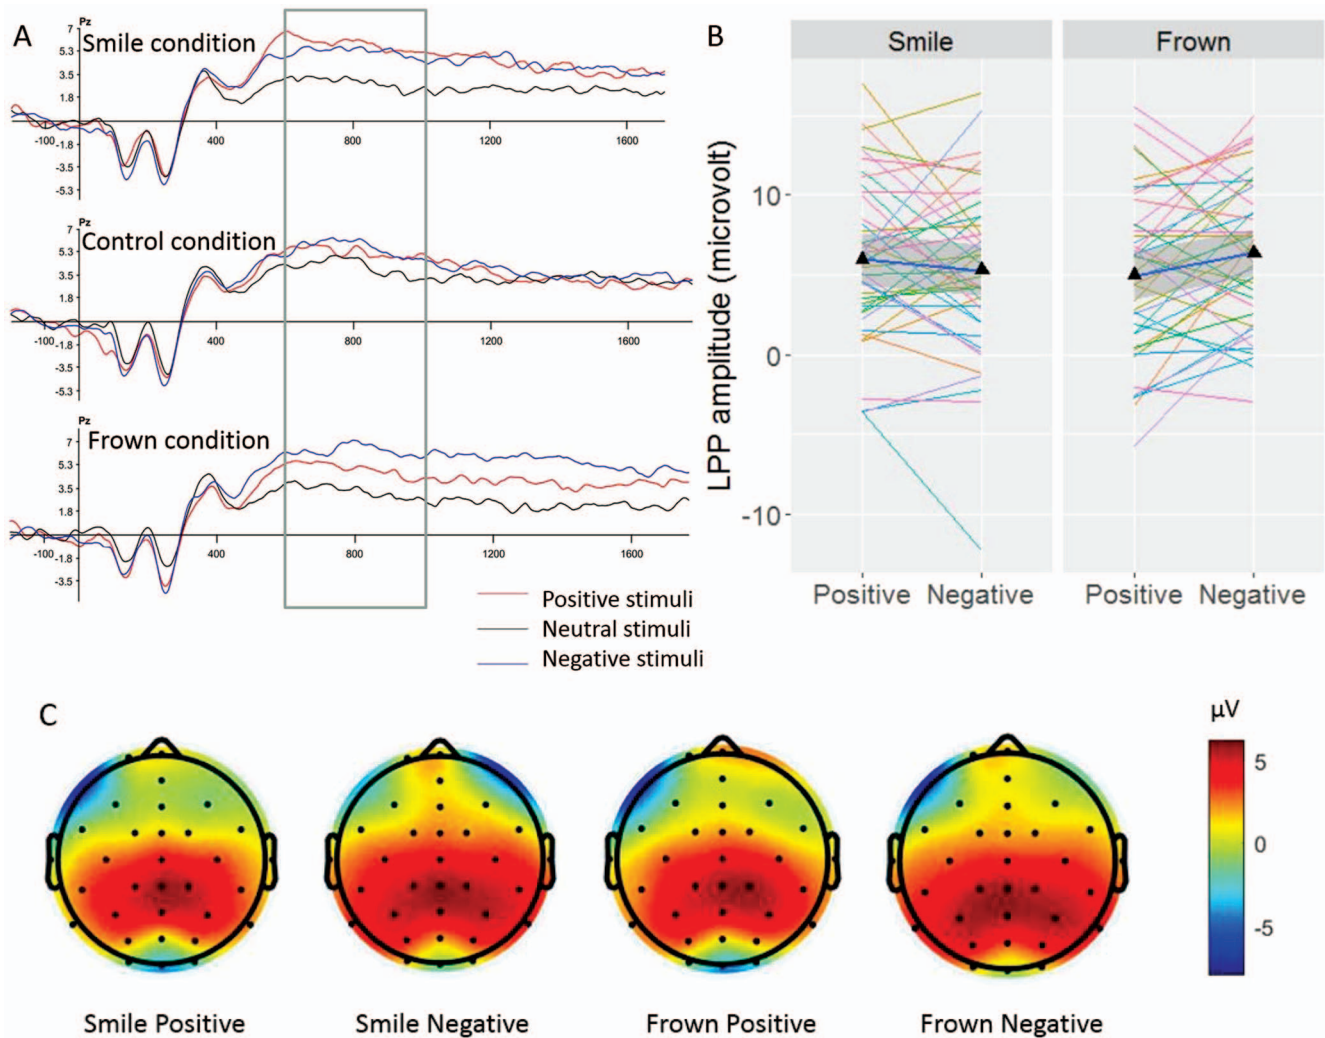 A
Pz
Smile condition
7
5.3
3.5
1.8
-1.8
-3.5
-5.3
-100
400
800
1200
1600
Pz
Control condition
7
5.3
3.5
1.8
-1.8
-3.5
-5.3
-100
400
800
1200
1600
Pz
Frown condition
7
5.3
3.5
1.8
-1.8
-3.5
-100
400
800
1200
1600
Positive stimuli
Neutral stimuli
Negative stimuli
B
Smile Frown
LPP amplitude (microvolt)
10
0
-10
Positive Negative Positive Negative
C
µV
5
0
-5
Smile Positive Smile Negative Frown Positive Frown Negative